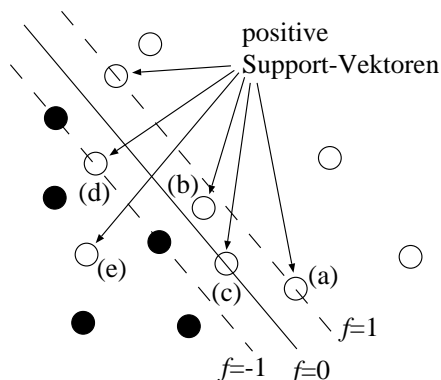 positive
Support-Vektoren
(b)
(d)
(e)
(a)
(c)
f=1
f=-1 f=0